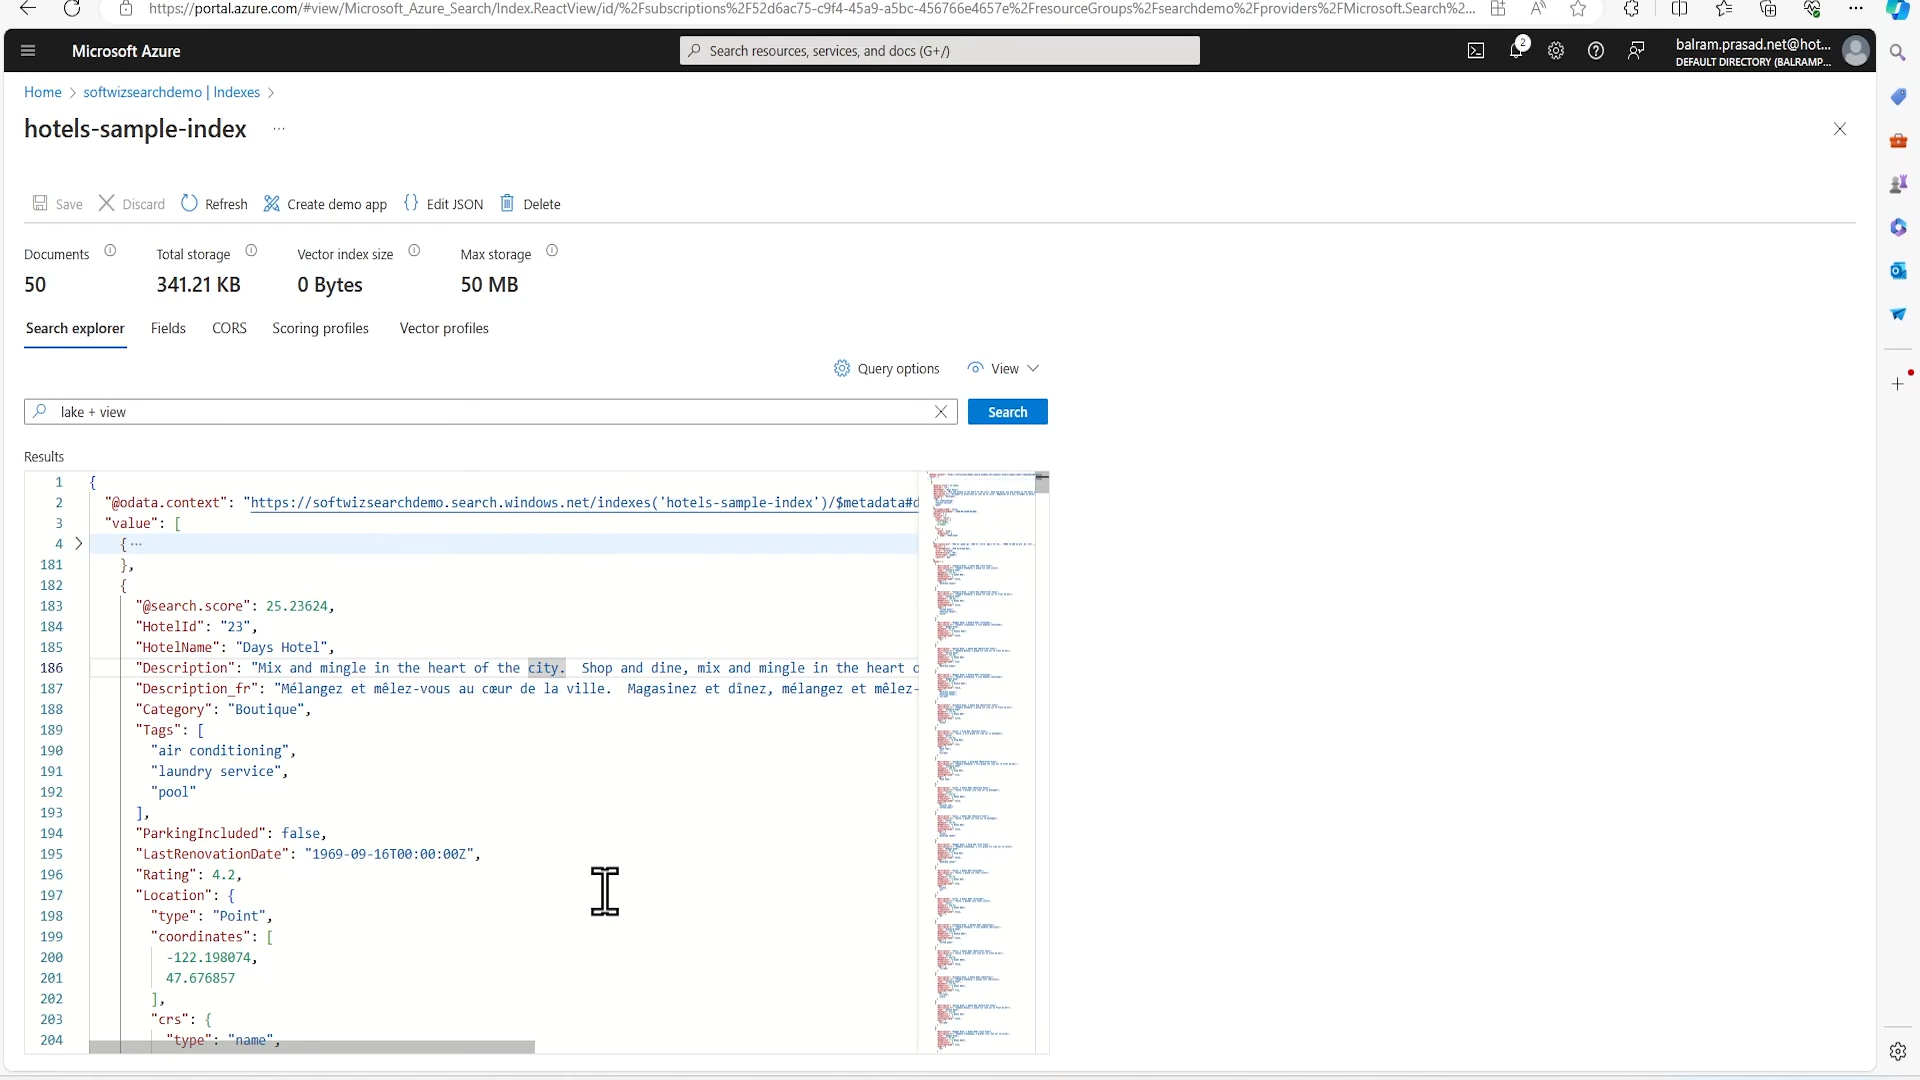 https://portal.azure.com/#view/Microsoft_Azure_Search/Index.ReactView/id/%2Fsubscriptions%2F52d6ac75-c9f4-45a9-a5bc-456766e4657e%2FresourceGroups%2Fsearchdemo%2Fproviders%2FMicrosoft.Search%2...
Microsoft Azure
Search resources, services, and docs (G+/)
2
balram.prasad.net@hot...
DEFAULT DIRECTORY (BALRAMP...
Home > softwizsearchdemo | Indexes >
hotels-sample-index ...
Save Discard Refresh Create demo app Edit JSON Delete
Documents Total storage Vector index size Max storage
50 341.21 KB 0 Bytes 50 MB
Search explorer Fields CORS Scoring profiles Vector profiles
Query options View
lake + view Search
Results
1 {
2 "@odata.context": "https://softwizsearchdemo.search.windows.net/indexes('hotels-sample-index')/$metadata#d
3 "value": [
4 > { ...
181 },
182 {
183 "@search.score": 25.23624,
184 "HotelId": "23",
185 "HotelName": "Days Hotel",
186 "Description": "Mix and mingle in the heart of the city.  Shop and dine, mix and mingle in the heart o
187 "Description_fr": "Mélangez et mêlez-vous au cœur de la ville.  Magasinez et dînez, mélangez et mêlez-
188 "Category": "Boutique",
189 "Tags": [
190 "air conditioning",
191 "laundry service",
192 "pool"
193 ],
194 "ParkingIncluded": false,
195 "LastRenovationDate": "1969-09-16T00:00:00Z",
196 "Rating": 4.2,
197 "Location": {
198 "type": "Point",
199 "coordinates": [
200 -122.198074,
201 47.676857
202 ],
203 "crs": {
204 "type": "name",